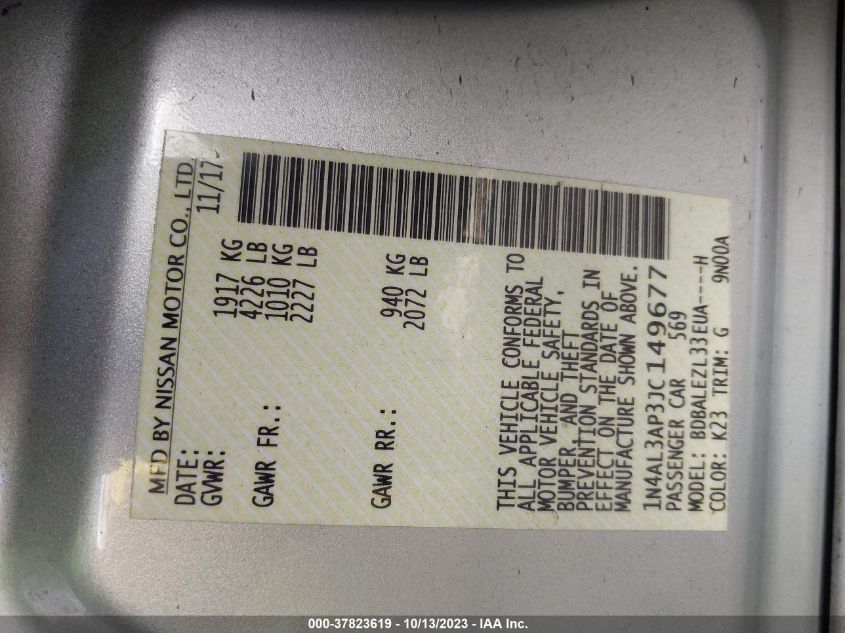 MFD BY NISSAN MOTOR CO., LTD.
DATE: 11/17
GVWR: 1917 KG
4226 LB
GAWR FR.: 1010 KG
2227 LB
GAWR RR.: 940 KG
2072 LB
THIS VEHICLE CONFORMS TO
ALL APPLICABLE FEDERAL
MOTOR VEHICLE SAFETY,
BUMPER, AND THEFT
PREVENTION STANDARDS IN
EFFECT ON THE DATE OF
MANUFACTURE SHOWN ABOVE.
1N4AL3AP3JC149677
PASSENGER CAR 569
MODEL: BDBALEZL33EUA----H
COLOR: K23 TRIM: G 9N00A
000-37823619 - 10/13/2023 - IAA Inc.